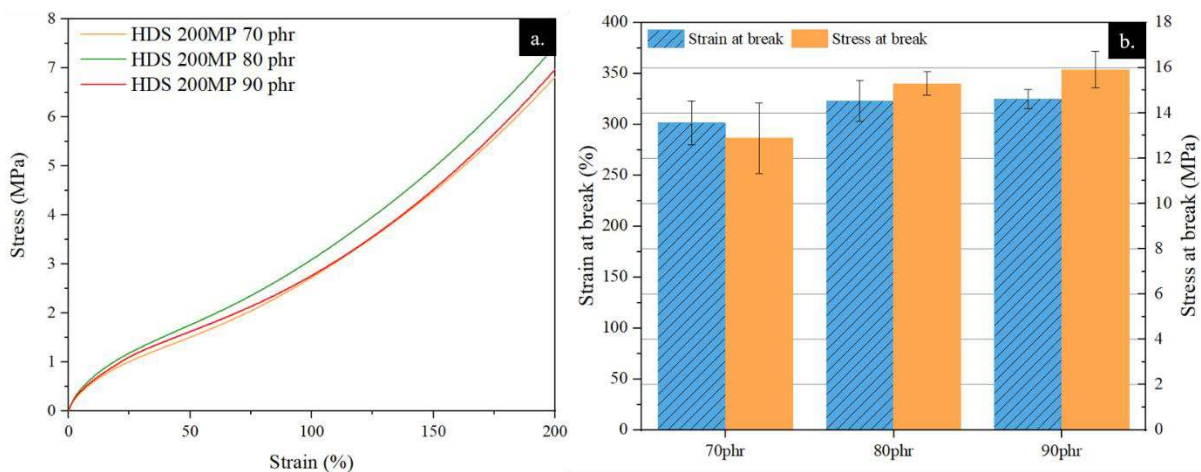 a.
HDS 200MP 70 phr
HDS 200MP 80 phr
HDS 200MP 90 phr
8
7
6
5
4
3
2
1
0
Stress (MPa)
0 50 100 150 200
Strain (%)
b.
Strain at break Stress at break
400
350
300
250
200
150
100
50
0
Strain at break (%)
18
16
14
12
10
8
6
4
2
0
Stress at break (MPa)
70phr 80phr 90phr